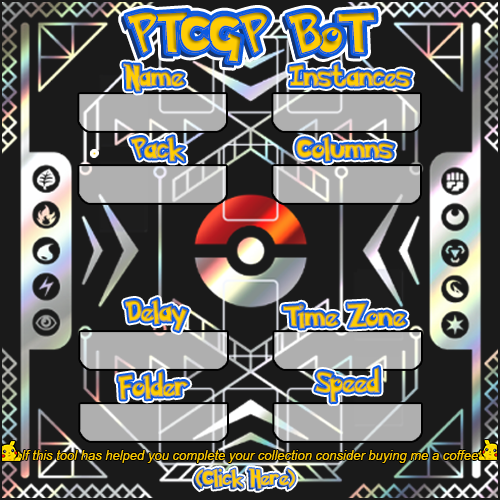 PTCGP BoT
Name Instances
Pack Columns
Delay Time Zone
Folder Speed
If this tool has helped you complete your collection consider buying me a coffee
(Click Here)